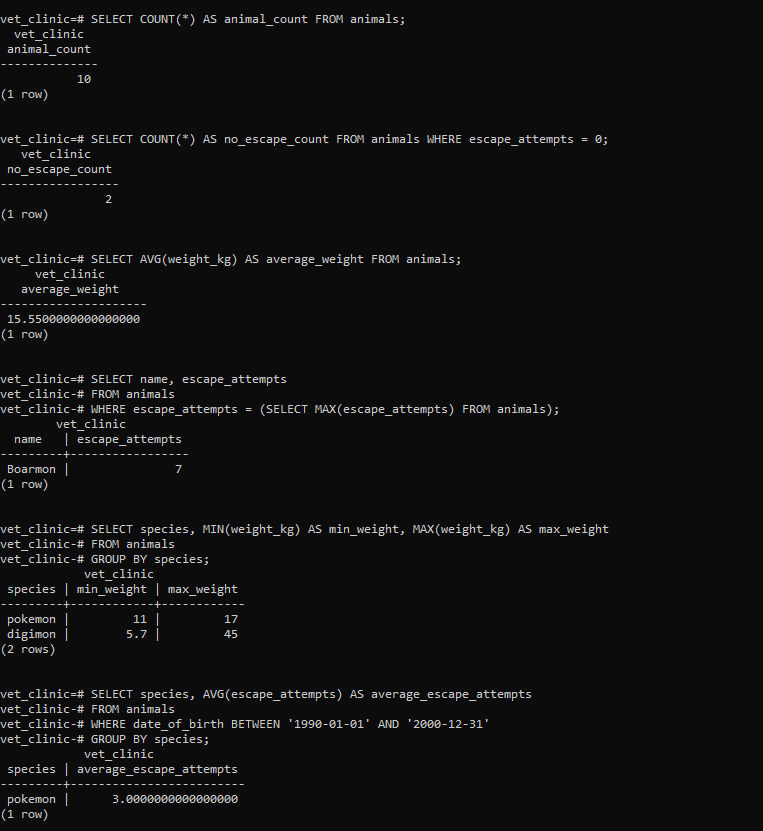 vet_clinic=# SELECT COUNT(*) AS animal_count FROM animals;
  vet_clinic
 animal_count
--------------
           10
(1 row)
vet_clinic=# SELECT COUNT(*) AS no_escape_count FROM animals WHERE escape_attempts = 0;
   vet_clinic
 no_escape_count
-----------------
               2
(1 row)
vet_clinic=# SELECT AVG(weight_kg) AS average_weight FROM animals;
     vet_clinic
   average_weight
---------------------
 15.5500000000000000
(1 row)
vet_clinic=# SELECT name, escape_attempts
vet_clinic-# FROM animals
vet_clinic-# WHERE escape_attempts = (SELECT MAX(escape_attempts) FROM animals);
        vet_clinic
  name   | escape_attempts
---------+-----------------
 Boarmon |               7
(1 row)
vet_clinic=# SELECT species, MIN(weight_kg) AS min_weight, MAX(weight_kg) AS max_weight
vet_clinic-# FROM animals
vet_clinic-# GROUP BY species;
            vet_clinic
 species | min_weight | max_weight
---------+------------+------------
 pokemon |         11 |         17
 digimon |        5.7 |         45
(2 rows)
vet_clinic=# SELECT species, AVG(escape_attempts) AS average_escape_attempts
vet_clinic-# FROM animals
vet_clinic-# WHERE date_of_birth BETWEEN '1990-01-01' AND '2000-12-31'
vet_clinic-# GROUP BY species;
            vet_clinic
 species | average_escape_attempts
---------+-------------------------
 pokemon |      3.0000000000000000
(1 row)